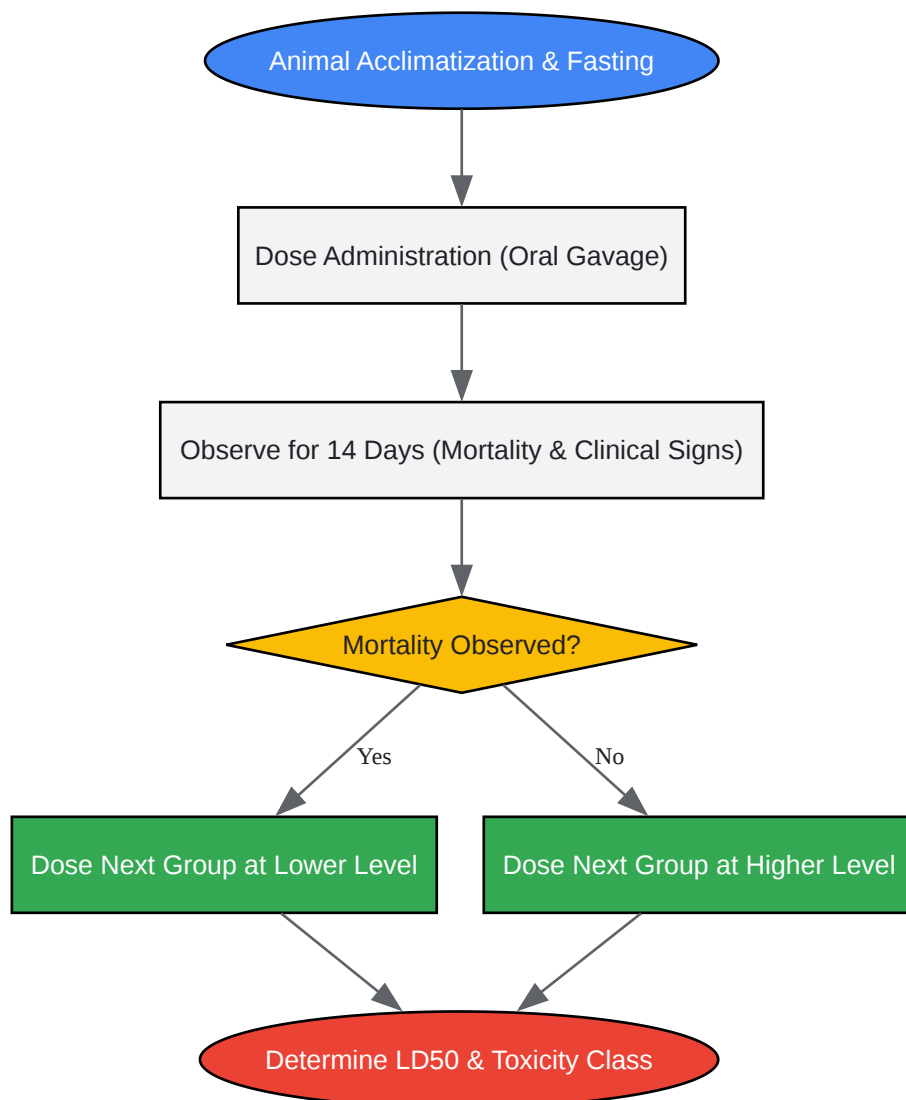 Animal Acclimatization & Fasting
Dose Administration (Oral Gavage)
Observe for 14 Days (Mortality & Clinical Signs)
Mortality Observed?
Yes
No
Dose Next Group at Lower Level
Dose Next Group at Higher Level
Determine LD50 & Toxicity Class